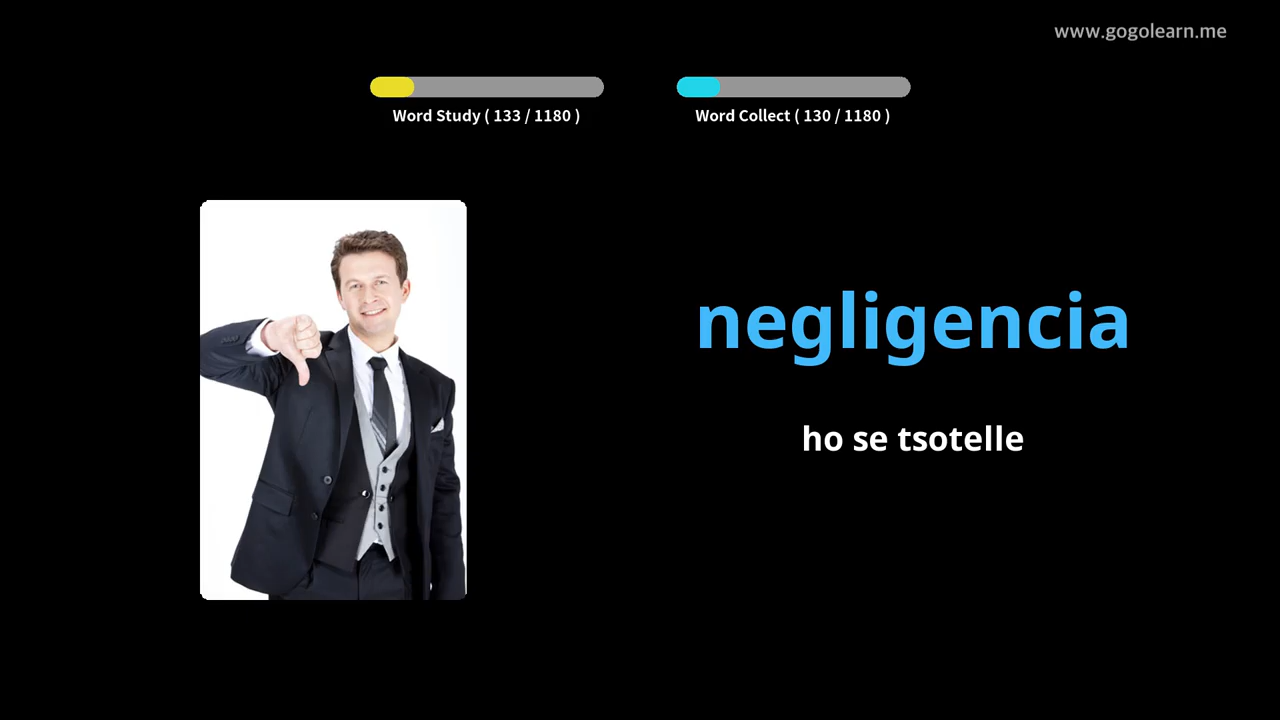 www.gogolearn.me
Word Study ( 133 / 1180 )
Word Collect ( 130 / 1180 )
negligencia
ho se tsotelle